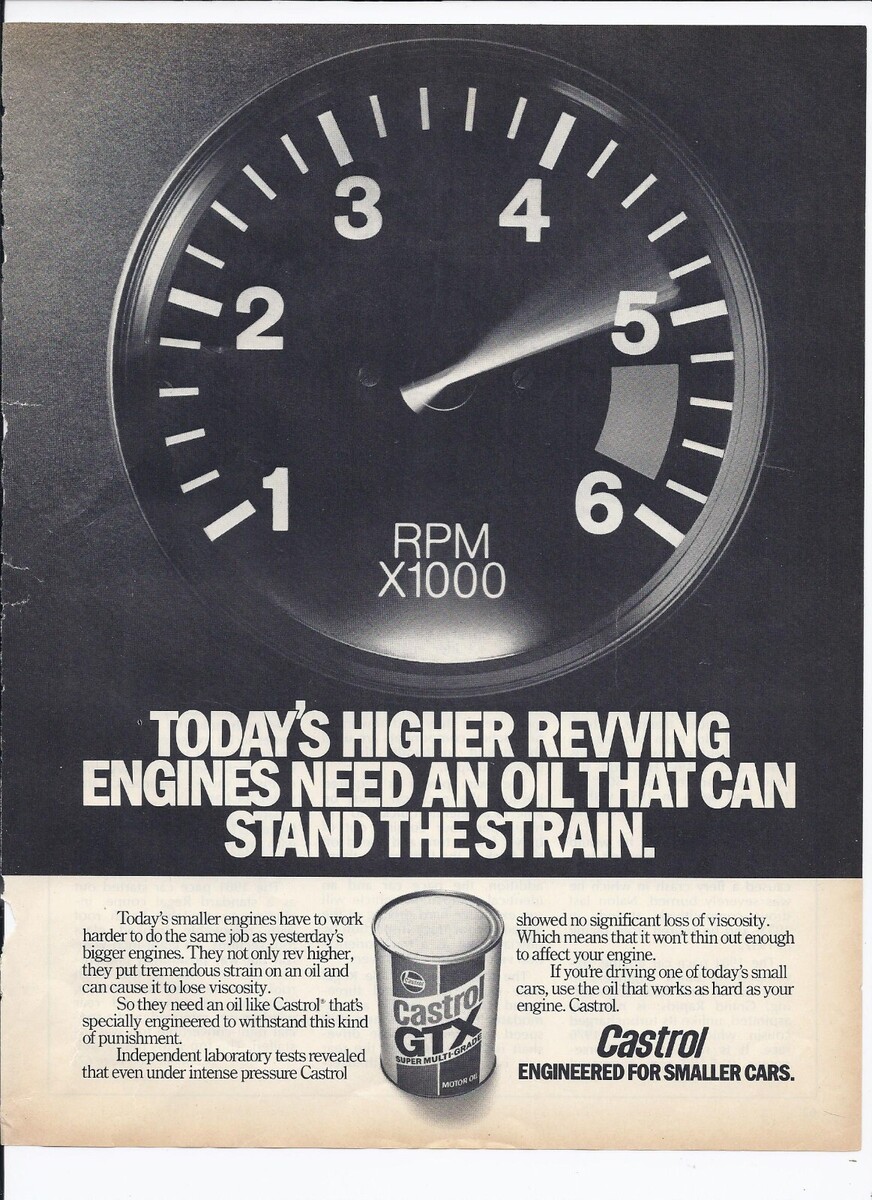 3
4
2
5
1
6
RPM
X1000
TODAY'S HIGHER REVVING
ENGINES NEED AN OIL THAT CAN
STAND THE STRAIN.
Today's smaller engines have to work
harder to do the same job as yesterday's
bigger engines. They not only rev higher,
they put tremendous strain on an oil and
can cause it to lose viscosity.
So they need an oil like Castrol® that's
specially engineered to withstand this kind
of punishment.
Independent laboratory tests revealed
that even under intense pressure Castrol
Castrol
Castrol
GTX
SUPER MULTI-GRADE
MOTOR OIL
showed no significant loss of viscosity.
Which means that it won't thin out enough
to affect your engine.
If you're driving one of today's small
cars, use the oil that works as hard as your
engine. Castrol.
Castrol
ENGINEERED FOR SMALLER CARS.